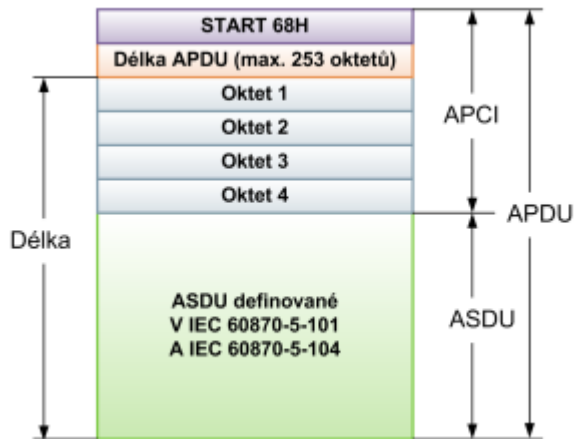 START 68H
Délka APDU (max. 253 oktetů)
Oktet 1
Oktet 2
Oktet 3
Oktet 4
APCI
APDU
Délka
ASDU definované
V IEC 60870-5-101
A IEC 60870-5-104
ASDU